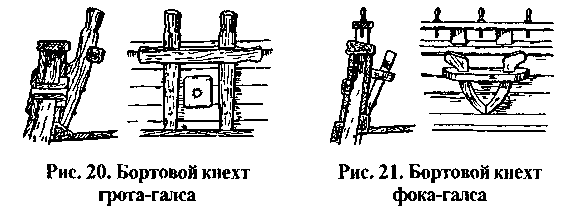 Рис. 20. Бортовой кнехт
грота-галса
Рис. 21. Бортовой кнехт
фока-галса